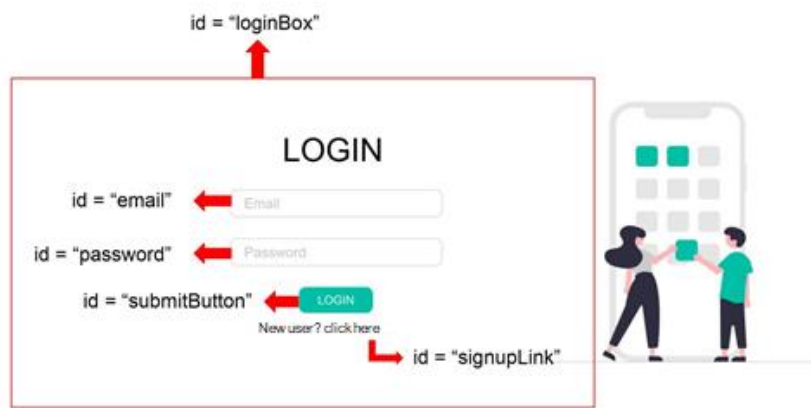 id = “loginBox”
LOGIN
id = “email”
Email
id = “password”
Password
id = “submitButton”
LOGIN
New user? click here
id = “signupLink”